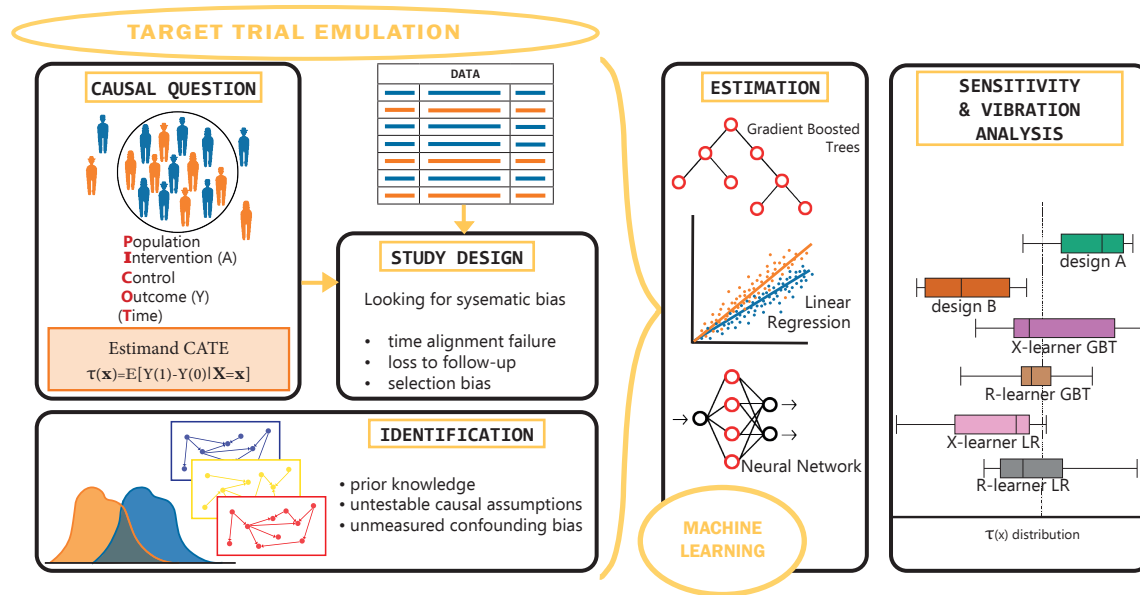 TARGET TRIAL EMULATION
CAUSAL QUESTION
Population
Intervention (A)
Control
Outcome (Y)
(Time)
Estimand CATE
τ(x)=E[Y(1)-Y(0)|X=x]
DATA
STUDY DESIGN
Looking for sysematic bias
• time alignment failure
• loss to follow-up
• selection bias
IDENTIFICATION
• prior knowledge
• untestable causal assumptions
• unmeasured confounding bias
ESTIMATION
Gradient Boosted
Trees
Linear
Regression
Neural Network
MACHINE
LEARNING
SENSITIVITY
& VIBRATION
ANALYSIS
design A
design B
X-learner GBT
R-learner GBT
X-learner LR
R-learner LR
τ(x) distribution